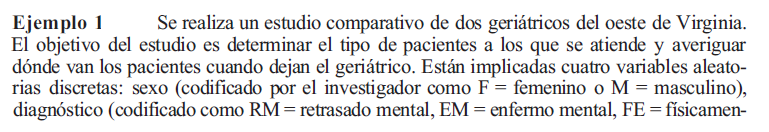 Ejemplo 1 Se realiza un estudio comparativo de dos geriátricos del oeste de Virginia.
El objetivo del estudio es determinar el tipo de pacientes a los que se atiende y averiguar
dónde van los pacientes cuando dejan el geriátrico. Están implicadas cuatro variables aleato-
rias discretas: sexo (codificado por el investigador como F = femenino o M = masculino),
diagnóstico (codificado como RM = retrasado mental, EM = enfermo mental, FE = físicamen-